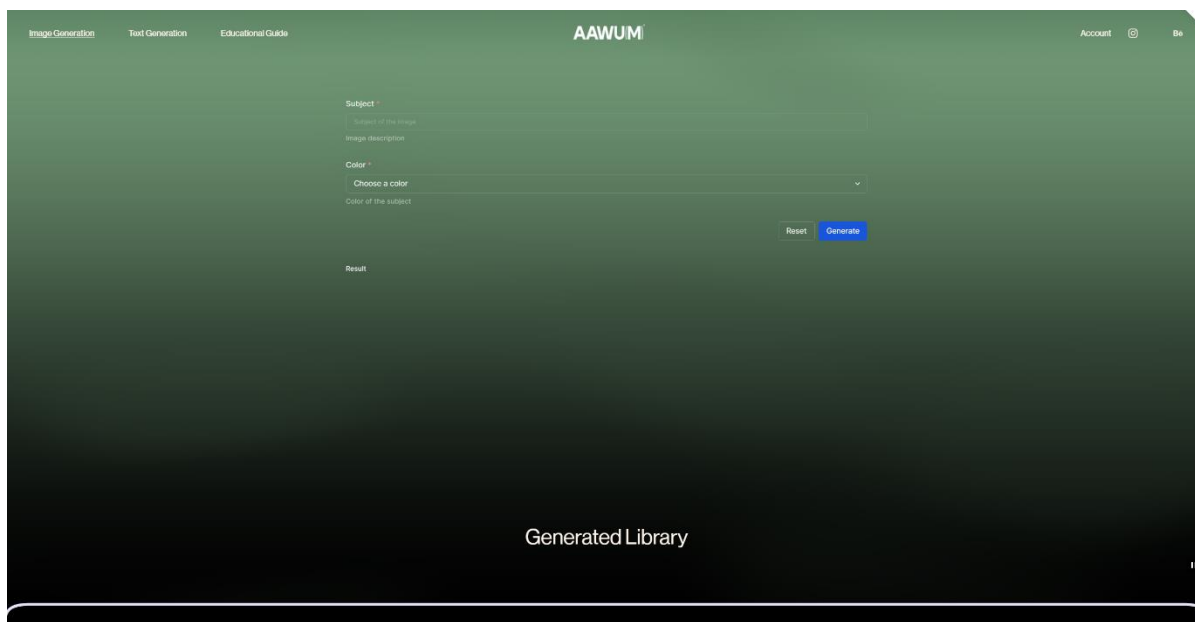 Image Generation Text Generation Educational Guide AAWUM Account Bē
Subject *
Subject of the image
Image description
Color *
Choose a color
Color of the subject
Reset Generate
Result
Generated Library